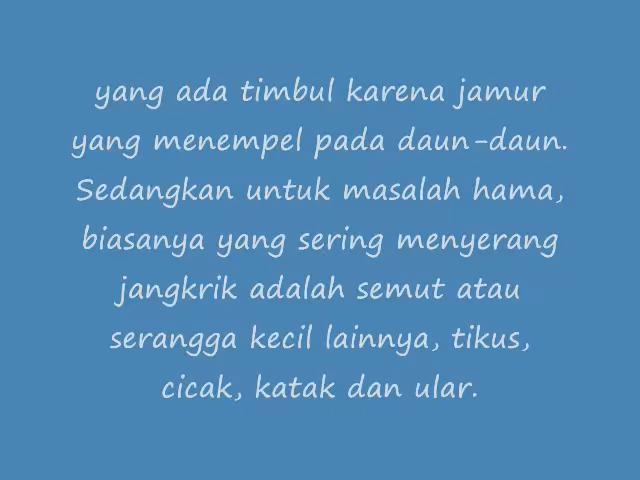 yang ada timbul karena jamur
yang menempel pada daun-daun.
Sedangkan untuk masalah hama,
biasanya yang sering menyerang
jangkrik adalah semut atau
serangga kecil lainnya, tikus,
cicak, katak dan ular.